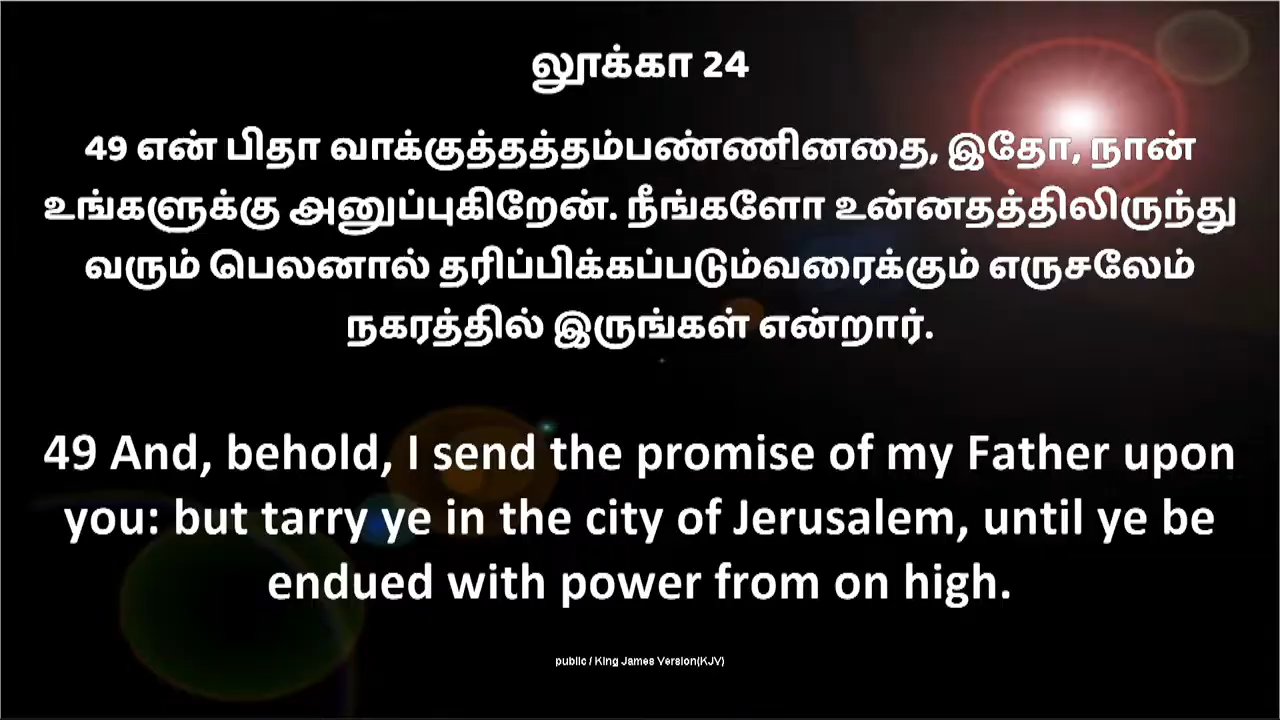 லூக்கா 24
49 என் பிதா வாக்குத்தத்தம்பண்ணினதை, இதோ, நான்
உங்களுக்கு அனுப்புகிறேன். நீங்களோ உன்னதத்திலிருந்து
வரும் பெலனால் தரிப்பிக்கப்படும்வரைக்கும் எருசலேம்
நகரத்தில் இருங்கள் என்றார்.
49 And, behold, I send the promise of my Father upon
you: but tarry ye in the city of Jerusalem, until ye be
endued with power from on high.
public / King James Version(KJV)